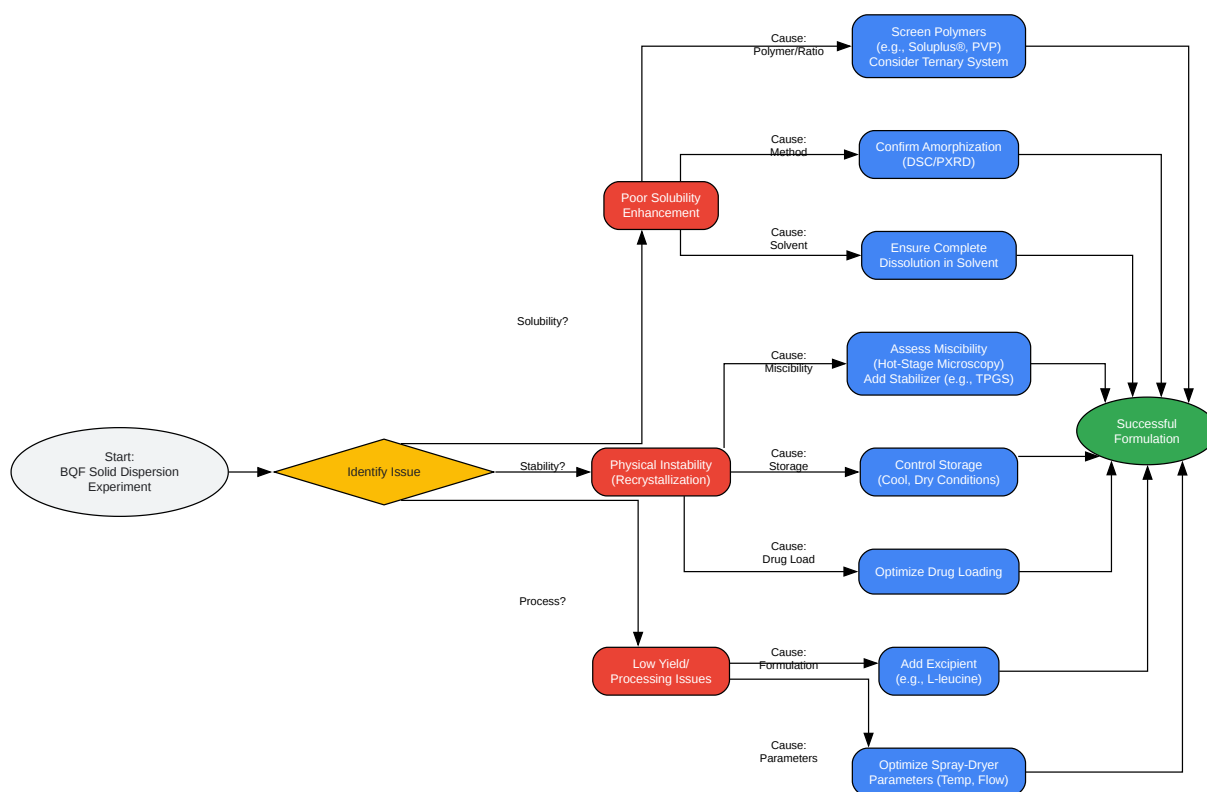 Start:
BQF Solid Dispersion
Experiment
Identify Issue
Solubility?
Stability?
Process?
Poor Solubility
Enhancement
Physical Instability
(Recrystallization)
Low Yield/
Processing Issues
Cause:
Polymer/Ratio
Cause:
Method
Cause:
Solvent
Cause:
Miscibility
Cause:
Storage
Cause:
Drug Load
Cause:
Formulation
Cause:
Parameters
Screen Polymers
(e.g., Soluplus®, PVP)
Consider Ternary System
Confirm Amorphization
(DSC/PXRD)
Ensure Complete
Dissolution in Solvent
Assess Miscibility
(Hot-Stage Microscopy)
Add Stabilizer (e.g., TPGS)
Control Storage
(Cool, Dry Conditions)
Optimize Drug Loading
Add Excipient
(e.g., L-leucine)
Optimize Spray-Dryer
Parameters (Temp, Flow)
Successful
Formulation